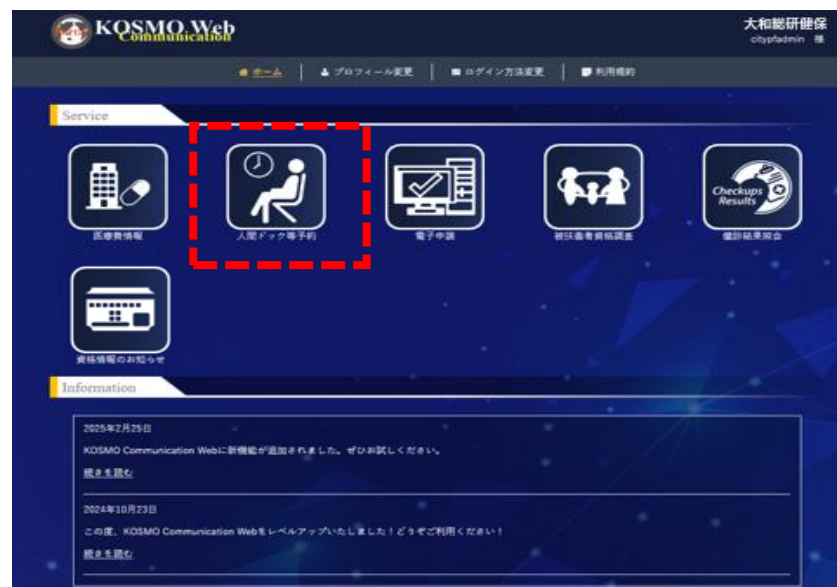 KOSMO Web
Communication
大和総研健保
citypfadmin 様
ホーム
プロフィール変更
ログイン方法変更
利用規約
Service
Checkups
Results
医療費情報
人間ドック等予約
電子申請
被扶養者資格調査
健診結果照会
資格情報のお知らせ
Information
2025年2月25日
KOSMO Communication Webに新機能が追加されました。ぜひお試しください。
続きを読む
2024年10月23日
この度、KOSMO Communication Webをレベルアップいたしました！どうぞご利用ください！
続きを読む